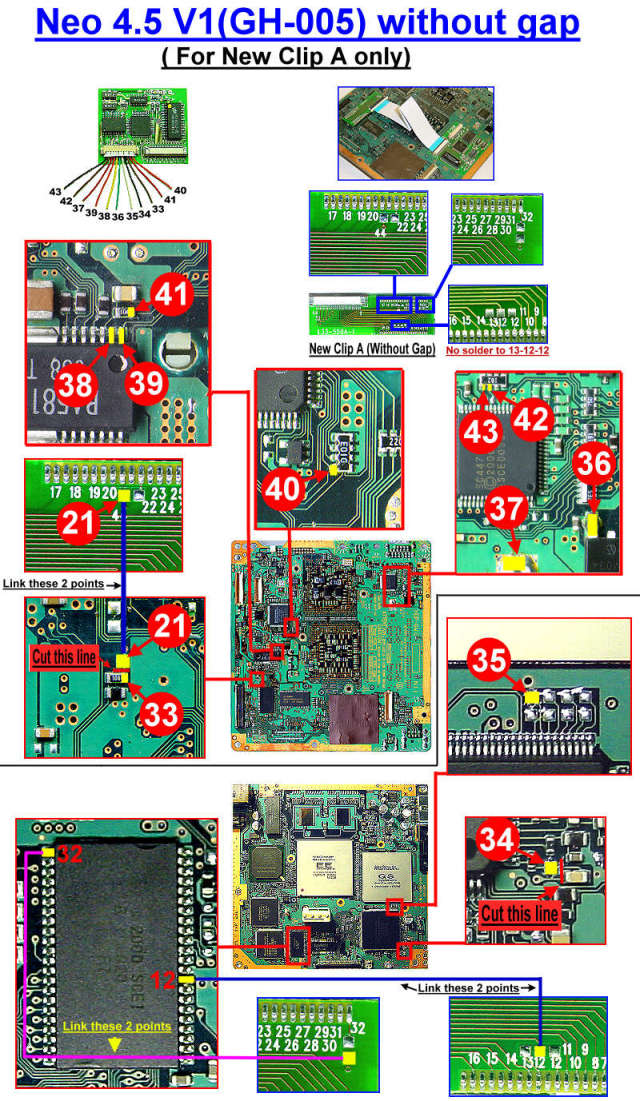 Neo 4.5 V1(GH-005) without gap
( For New Clip A only)
43
42
37
39
38
36
35
34
33
41
40
17 18 19 20
23 25
44
22 24
23 25 27 29 31
32
22 24 26 28 30
New Clip A (Without Gap)
16 15 14 13 12 12 11 10 9 8
No solder to 13-12-12
41
38
39
40
43
42
36
37
17 18 19 20
23 25
22 24
21
Link these 2 points
Cut this line
21
33
35
34
Cut this line
32
12
Link these 2 points
Link these 2 points
23 25 27 29 31
32
22 24 26 28 30
16 15 14 13 12 12 11 10 9 8 7